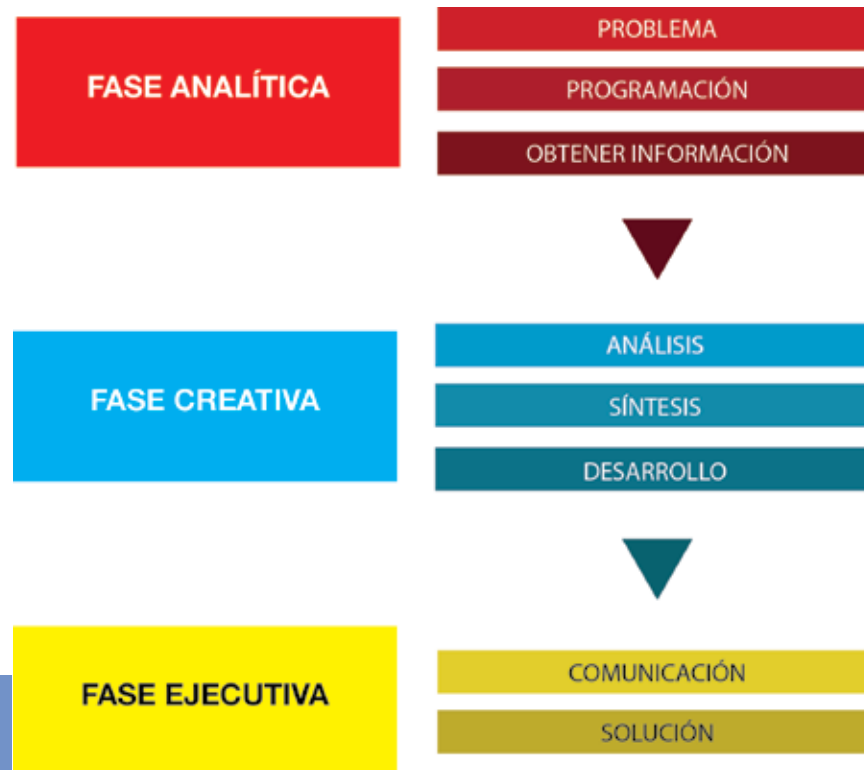 FASE ANALÍTICA
PROBLEMA
PROGRAMACIÓN
OBTENER INFORMACIÓN
FASE CREATIVA
ANÁLISIS
SÍNTESIS
DESARROLLO
FASE EJECUTIVA
COMUNICACIÓN
SOLUCIÓN